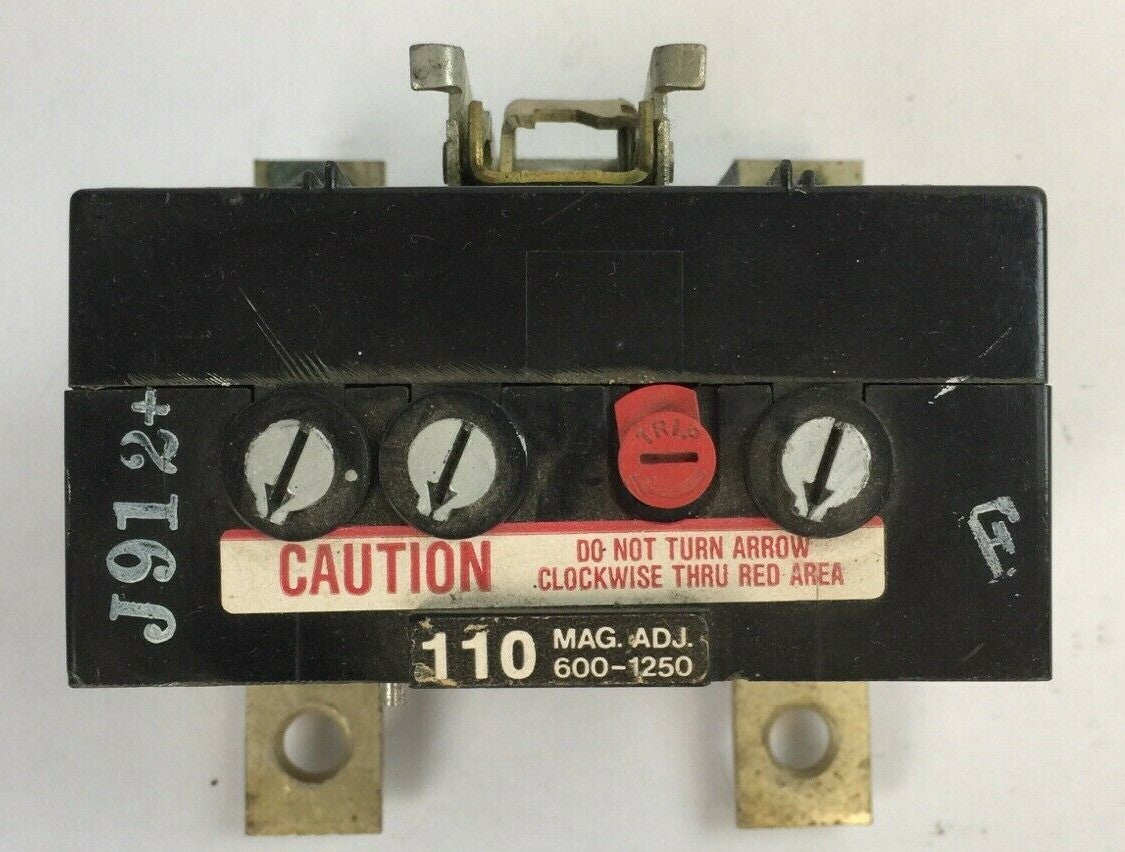 J912+
TRIP
CAUTION
DO NOT TURN ARROW
CLOCKWISE THRU RED AREA
110
MAG. ADJ.
600-1250